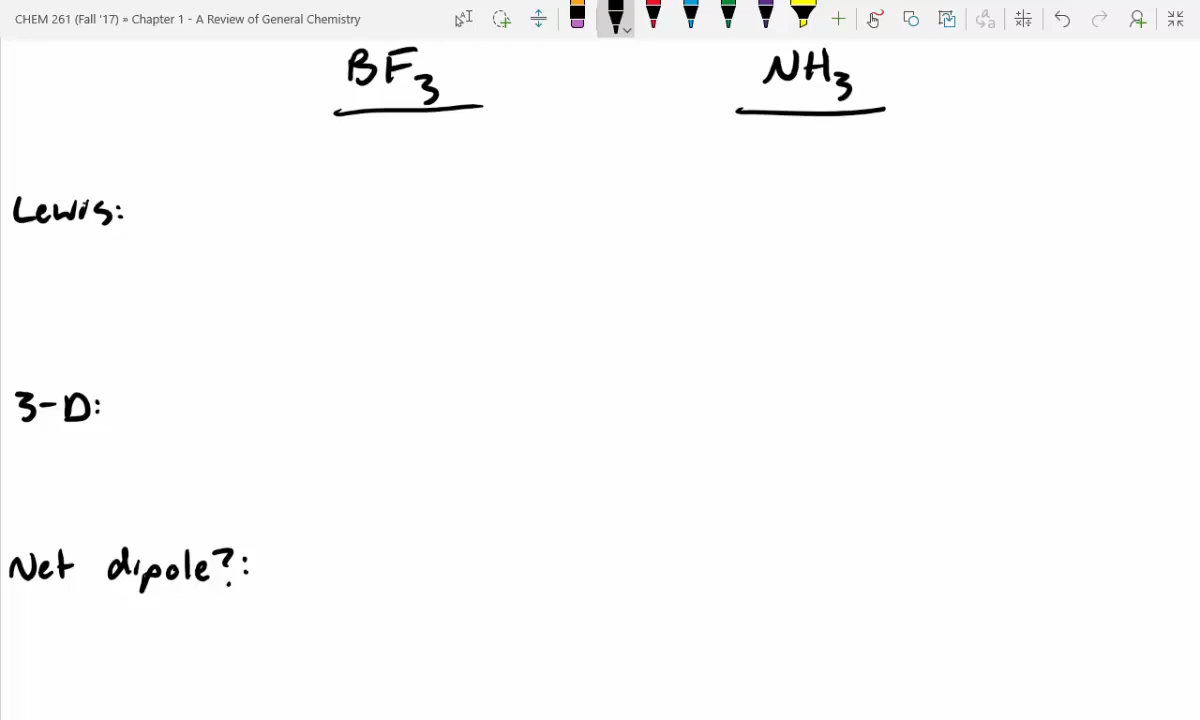 CHEM 261 (Fall '17) » Chapter 1 - A Review of General Chemistry
BF₃ NH₃
Lewis:
3-D:
Net dipole?: